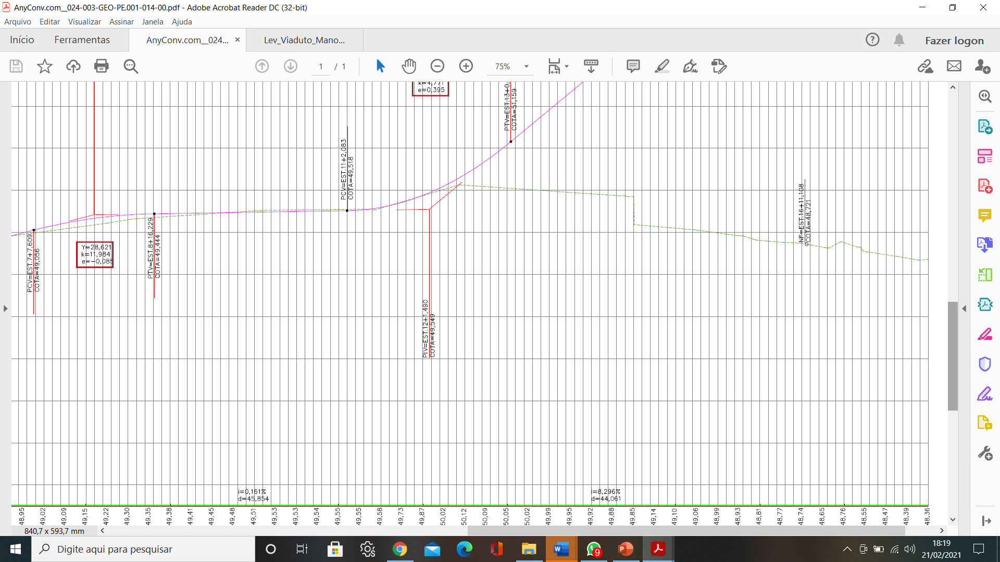 AnyConv.com__024-003-GEO-PE.001-014-00.pdf - Adobe Acrobat Reader DC (32-bit)
Arquivo Editar Visualizar Assinar Janela Ajuda
Início Ferramentas AnyConv.com__024... × Lev_Viaduto_Mano... Fazer logon
1 / 1 75%
k=4,771
e=0,395
PTV=EST.13+0,
COTA=51,159
PCV=EST.11+2,083
COTA=49,518
NF=EST.16+11,108
COTA=48,721
PCV=EST.7+7,609
COTA=49,056
Y=28,621
k=11,984
e=-0,085
PTV=EST.8+16,229
COTA=49,444
PIV=EST.12+1,490
COTA=49,549
i=0,161%
d=45,854
i=8,296%
d=44,061
48,95 49,02 49,09 49,15 49,22 49,30 49,35 49,38 49,41 49,45 49,48 49,51 49,53 49,53 49,55 49,55 49,58 49,73 49,87 50,02 50,12 50,09 50,05 50,02 49,99 49,95 49,92 49,88 49,85 49,14 49,10 49,06 48,99 48,93 48,81 48,77 48,74 48,65 48,76 48,55 48,47 48,39 48,36
840,7 x 593,7 mm
Digite aqui para pesquisar
9
18:19
21/02/2021